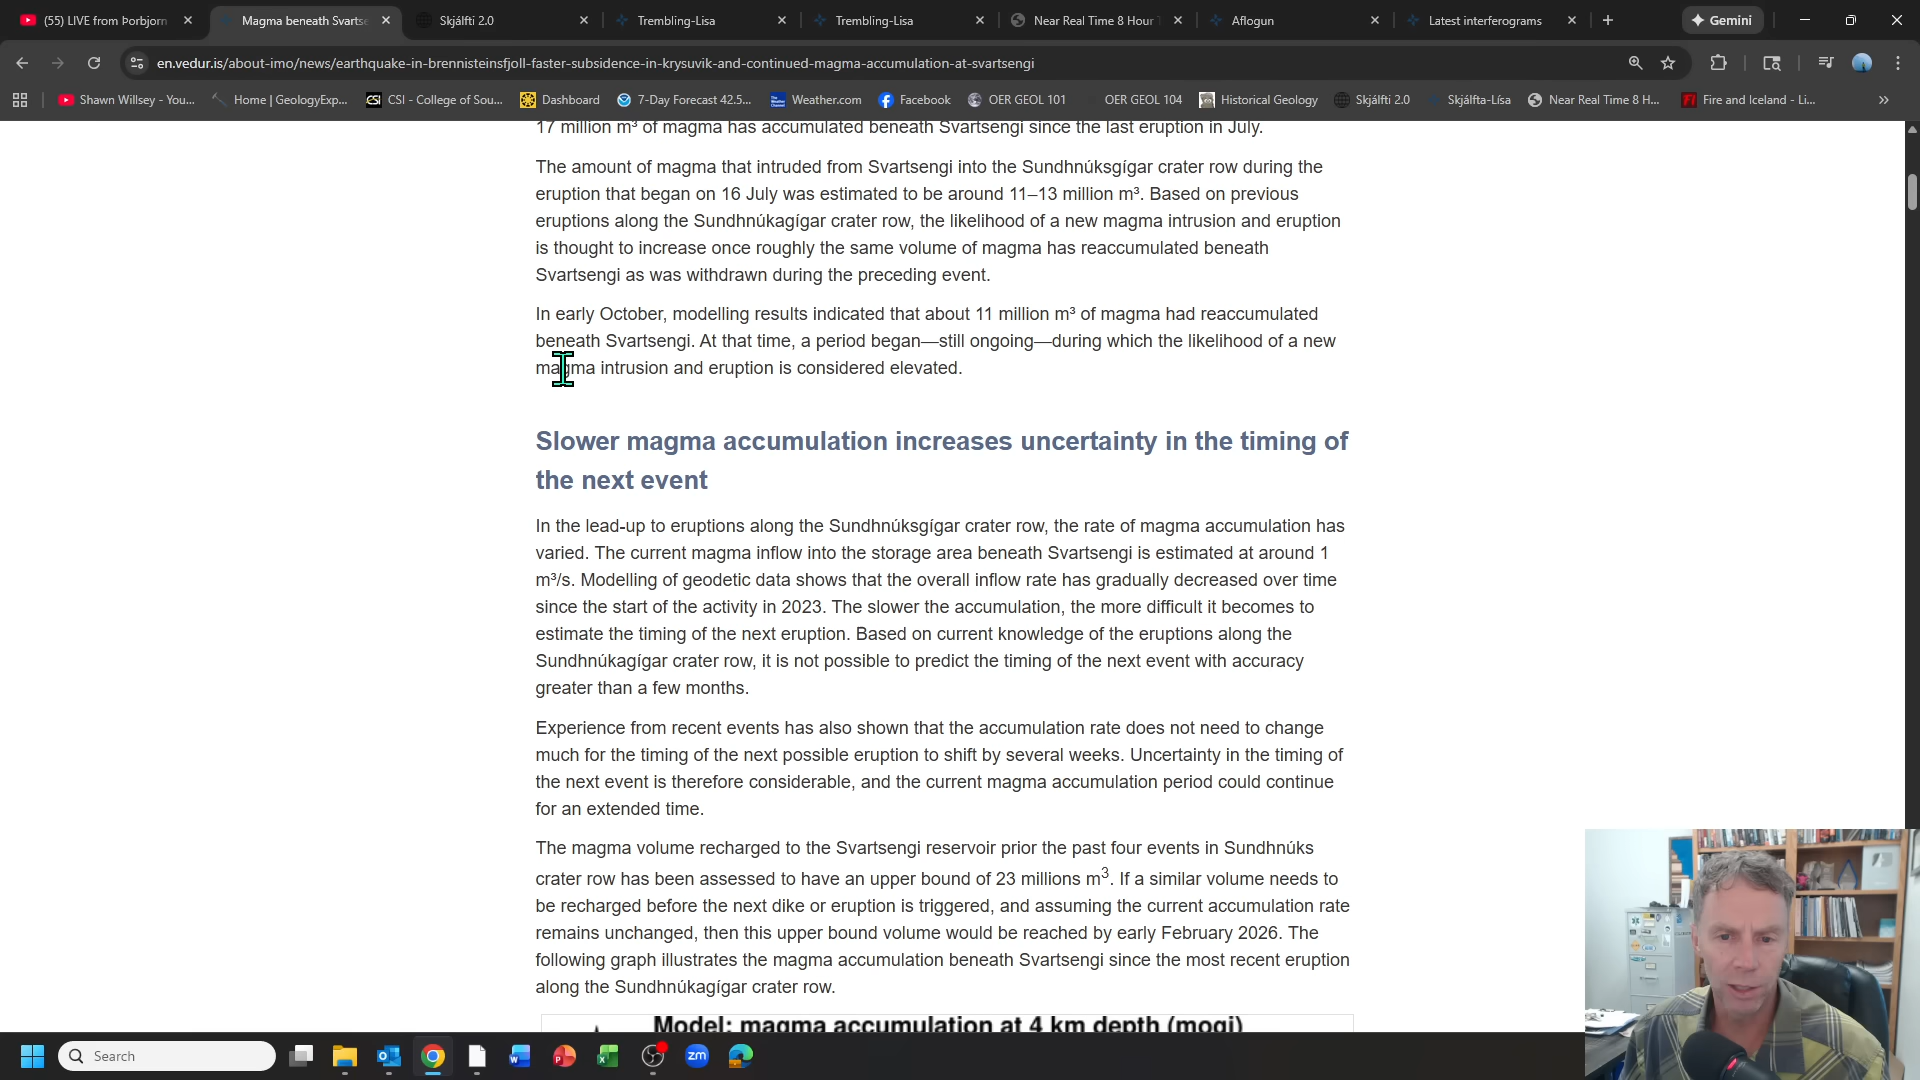 (55) LIVE from Þorbjorn
Magma beneath Svartse
Skjálfti 2.0
Trembling-Lisa
Trembling-Lisa
Near Real Time 8 Hour
Aflogun
Latest interferograms
Gemini
en.vedur.is/about-imo/news/earthquake-in-brennisteinsfjoll-faster-subsidence-in-krysuvik-and-continued-magma-accumulation-at-svartsengi
Shawn Willsey - You...
Home | GeologyExp...
CSI - College of Sou...
Dashboard
7-Day Forecast 42.5...
Weather.com
Facebook
OER GEOL 101
OER GEOL 104
Historical Geology
Skjálfti 2.0
Skjálfta-Lísa
Near Real Time 8 H...
Fire and Iceland - Li...
17 million m³ of magma has accumulated beneath Svartsengi since the last eruption in July.
The amount of magma that intruded from Svartsengi into the Sundhnúksgígar crater row during the
eruption that began on 16 July was estimated to be around 11–13 million m³. Based on previous
eruptions along the Sundhnúkagígar crater row, the likelihood of a new magma intrusion and eruption
is thought to increase once roughly the same volume of magma has reaccumulated beneath
Svartsengi as was withdrawn during the preceding event.
In early October, modelling results indicated that about 11 million m³ of magma had reaccumulated
beneath Svartsengi. At that time, a period began—still ongoing—during which the likelihood of a new
magma intrusion and eruption is considered elevated.
Slower magma accumulation increases uncertainty in the timing of
the next event
In the lead-up to eruptions along the Sundhnúksgígar crater row, the rate of magma accumulation has
varied. The current magma inflow into the storage area beneath Svartsengi is estimated at around 1
m³/s. Modelling of geodetic data shows that the overall inflow rate has gradually decreased over time
since the start of the activity in 2023. The slower the accumulation, the more difficult it becomes to
estimate the timing of the next eruption. Based on current knowledge of the eruptions along the
Sundhnúkagígar crater row, it is not possible to predict the timing of the next event with accuracy
greater than a few months.
Experience from recent events has also shown that the accumulation rate does not need to change
much for the timing of the next possible eruption to shift by several weeks. Uncertainty in the timing of
the next event is therefore considerable, and the current magma accumulation period could continue
for an extended time.
The magma volume recharged to the Svartsengi reservoir prior the past four events in Sundhnúks
crater row has been assessed to have an upper bound of 23 millions m³. If a similar volume needs to
be recharged before the next dike or eruption is triggered, and assuming the current accumulation rate
remains unchanged, then this upper bound volume would be reached by early February 2026. The
following graph illustrates the magma accumulation beneath Svartsengi since the most recent eruption
along the Sundhnúkagígar crater row.
Model: magma accumulation at 4 km depth (mogi)
Search